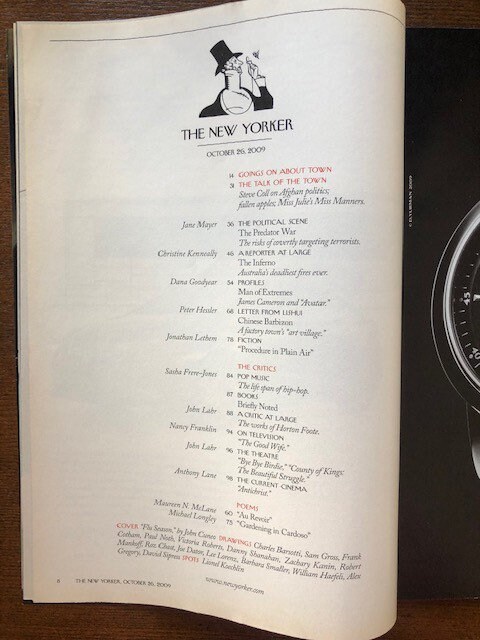 THE NEW YORKER
OCTOBER 26, 2009
14 GOINGS ON ABOUT TOWN
31 THE TALK OF THE TOWN
Steve Coll on Afghan politics;
fallen apples; Miss Julie's Miss Manners.
Jane Mayer 36 THE POLITICAL SCENE
The Predator War
The risks of covertly targeting terrorists.
Christine Kenneally 46 A REPORTER AT LARGE
The Inferno
Australia's deadliest fires ever.
Dana Goodyear 54 PROFILES
Man of Extremes
James Cameron and "Avatar."
Peter Hessler 68 LETTER FROM LISHUI
Chinese Barbizon
A factory town's "art village."
Jonathan Lethem 78 FICTION
"Procedure in Plain Air"
THE CRITICS
Sasha Frere-Jones 84 POP MUSIC
The life span of hip-hop.
87 BOOKS
Briefly Noted
John Lahr 88 A CRITIC AT LARGE
The works of Horton Foote.
Nancy Franklin 94 ON TELEVISION
"The Good Wife."
John Lahr 96 THE THEATRE
"Bye Bye Birdie," "County of Kings:
The Beautiful Struggle."
Anthony Lane 98 THE CURRENT CINEMA
"Antichrist."
POEMS
Maureen N. McLane 60 "Au Revoir"
Michael Longley 75 "Gardening in Cardoso"
COVER "Flu Season," by John Cuneo DRAWINGS Charles Barsotti, Sam Gross, Frank
Cotham, Paul Noth, Victoria Roberts, Danny Shanahan, Zachary Kanin, Robert
Mankoff, Roz Chast, Joe Dator, Lee Lorenz, Barbara Smaller, William Haefeli, Alex
Gregory, David Sipress SPOTS Lionel Koechlin
8 THE NEW YORKER, OCTOBER 26, 2009
www.newyorker.com
45